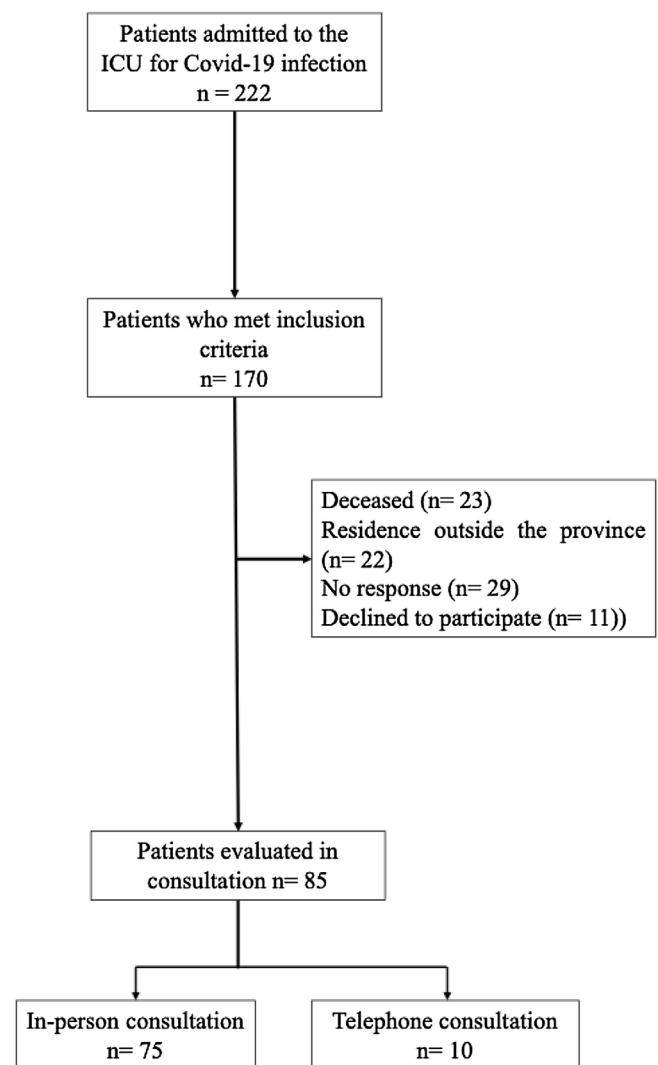 Patients admitted to the
ICU for Covid-19 infection
n = 222
Patients who met inclusion
criteria
n= 170
Deceased (n= 23)
Residence outside the province
(n= 22)
No response (n= 29)
Declined to participate (n= 11))
Patients evaluated in
consultation n= 85
In-person consultation
n= 75
Telephone consultation
n= 10